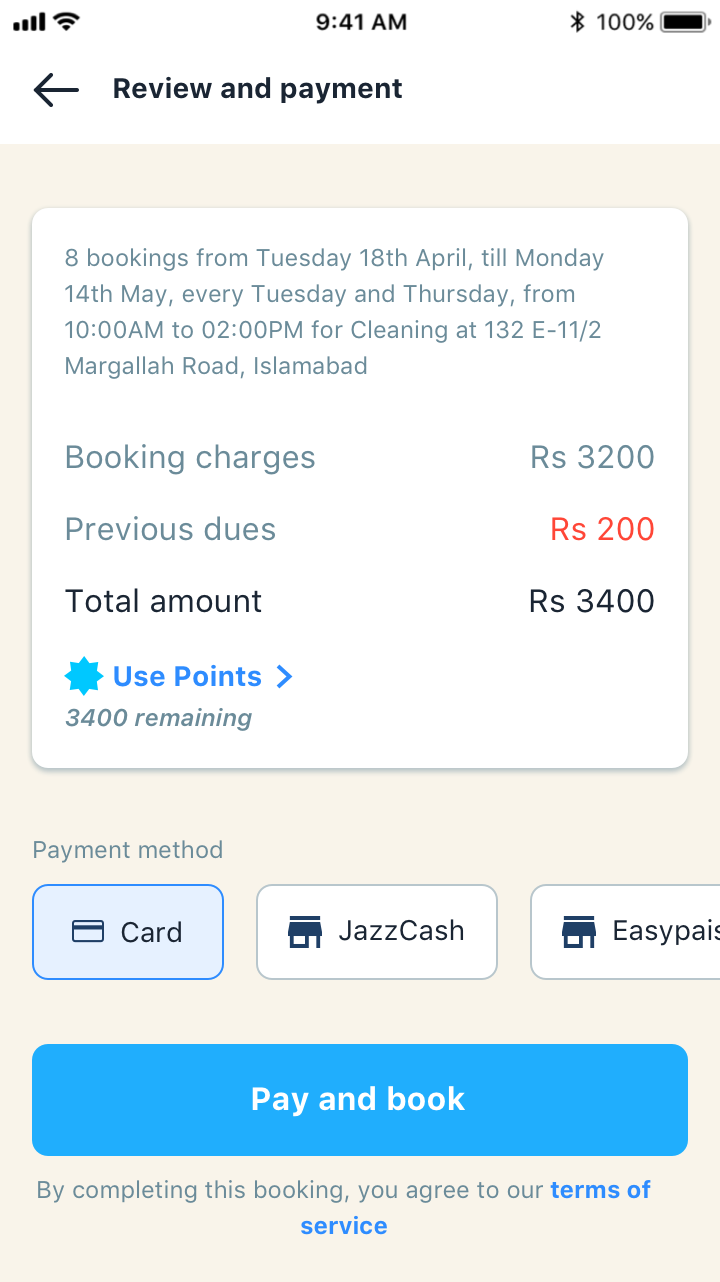 9:41 AM
100%
Review and payment
8 bookings from Tuesday 18th April, till Monday
14th May, every Tuesday and Thursday, from
10:00AM to 02:00PM for Cleaning at 132 E-11/2
Margallah Road, Islamabad
Booking charges Rs 3200
Previous dues Rs 200
Total amount Rs 3400
Use Points
3400 remaining
Payment method
Card JazzCash Easypais
Pay and book
By completing this booking, you agree to our terms of
service